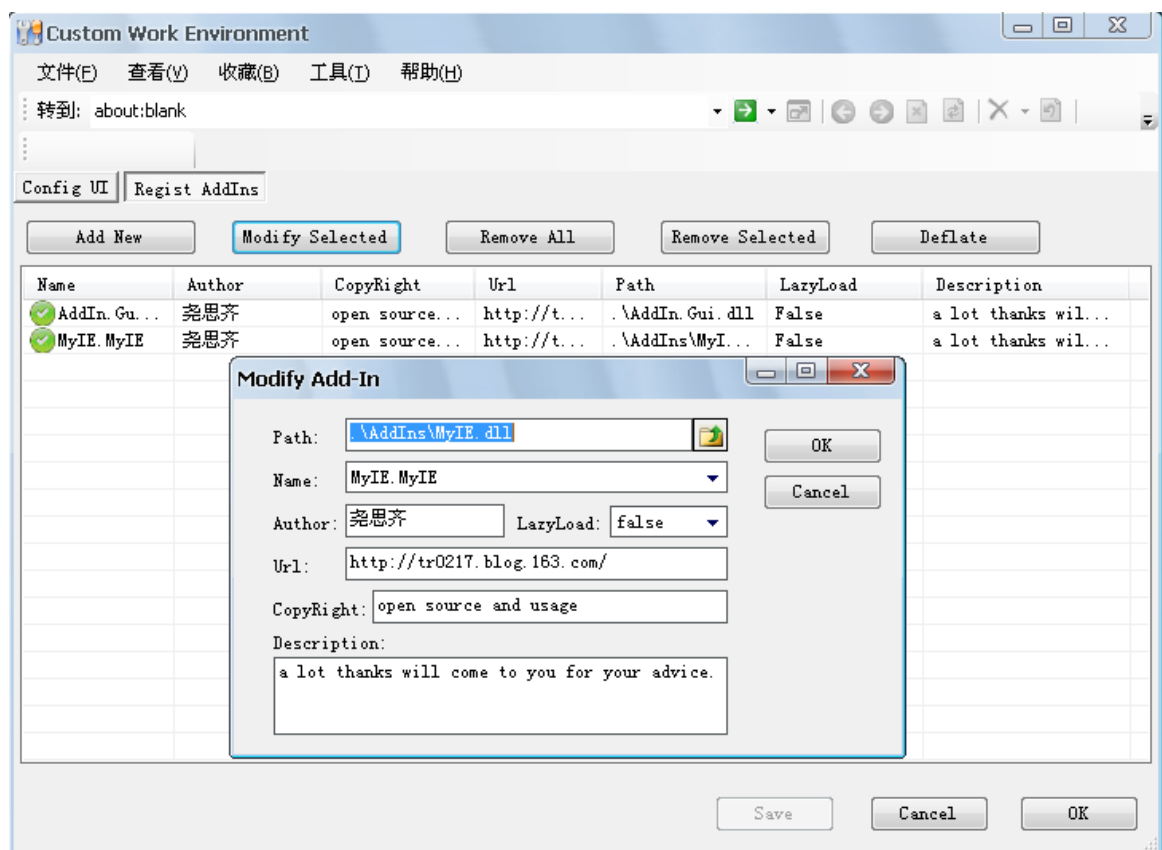 Custom Work Environment
文件(F) 查看(V) 收藏(B) 工具(T) 帮助(H)
转到: about:blank
Config UI Regist AddIns
Add New Modify Selected Remove All Remove Selected Deflate
Name Author CopyRight Url Path LazyLoad Description
AddIn.Gu... 尧思齐 open source... http://t... .\AddIn.Gui.dll False a lot thanks wil...
MyIE.MyIE 尧思齐 open source... http://t... .\AddIns\MyI... False a lot thanks wil...
Modify Add-In
Path: .\AddIns\MyIE.dll
OK
Name: MyIE.MyIE
Cancel
Author: 尧思齐 LazyLoad: false
Url: http://tr0217.blog.163.com/
CopyRight: open source and usage
Description:
a lot thanks will come to you for your advice.
Save Cancel OK